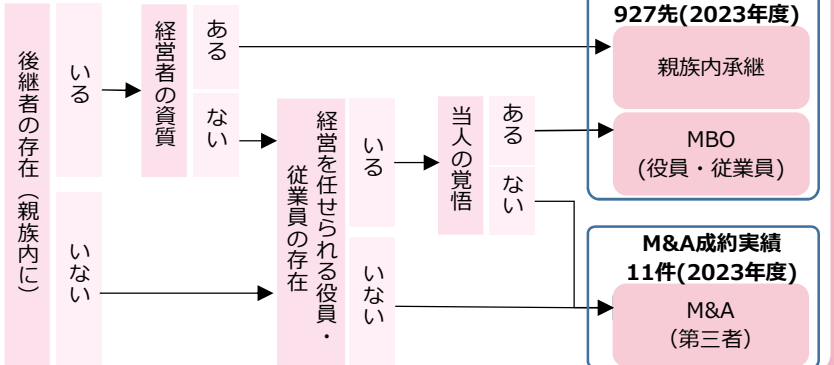 後継者の存在（親族内に）
いる
いない
経営者の資質
ある
ない
経営を任せられる役員・
従業員の存在
いる
いない
当人の覚悟
ある
ない
927先(2023年度)
親族内承継
MBO
(役員・従業員)
M&A成約実績
11件(2023年度)
M&A
（第三者）